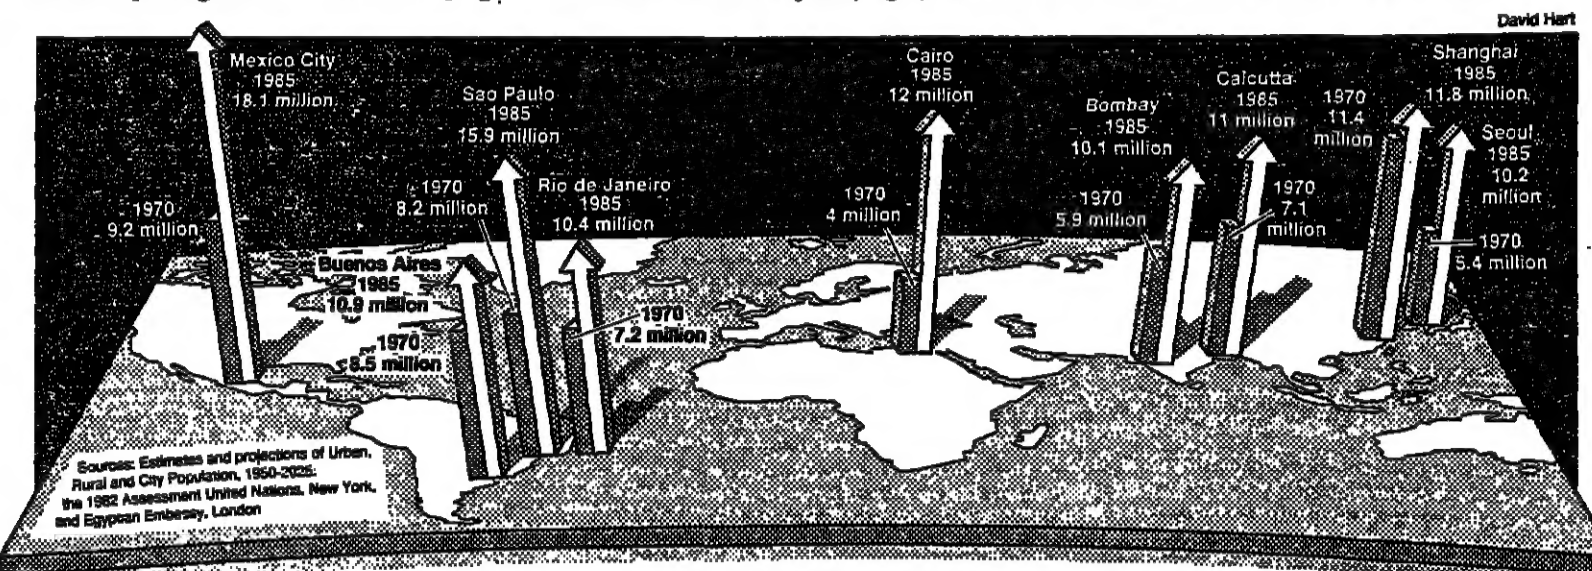 David Hart
Mexico City
1985
18.1 million
1970
9.2 million
Sao Paulo
1985
15.9 million
1970
8.2 million
Rio de Janeiro
1985
10.4 million
1970
7.2 million
Buenos Aires
1985
10.9 million
1970
8.5 million
Cairo
1985
12 million
1970
4 million
Bombay
1985
10.1 million
1970
5.9 million
Calcutta
1985
11 million
1970
7.1
million
1970
11.4
million
Shanghai
1985
11.8 million
Seoul
1985
10.2
million
1970
5.4 million
Sources: Estimates and projections of Urban,
Rural and City Population, 1950-2025:
the 1982 Assessment United Nations, New York,
and Egyptian Embassy, London